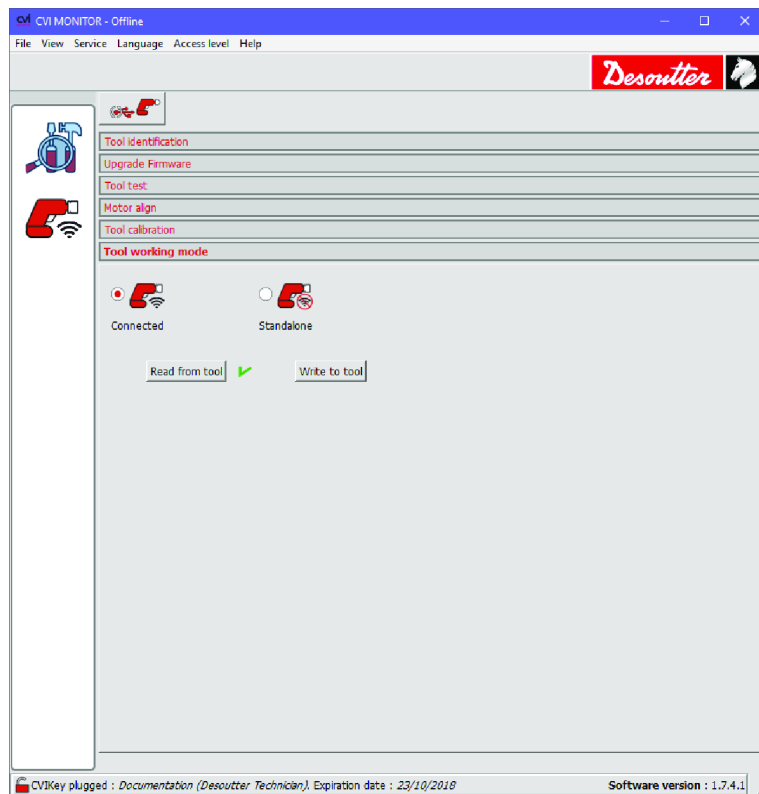 CVI CVI MONITOR - Offline
File View Service Language Access level Help
Desoutter
Tool identification
Upgrade Firmware
Tool test
Motor align
Tool calibration
Tool working mode
Connected Standalone
Read from tool Write to tool
CVIKey plugged : Documentation (Desoutter Technician). Expiration date : 23/10/2018 Software version : 1.7.4.1